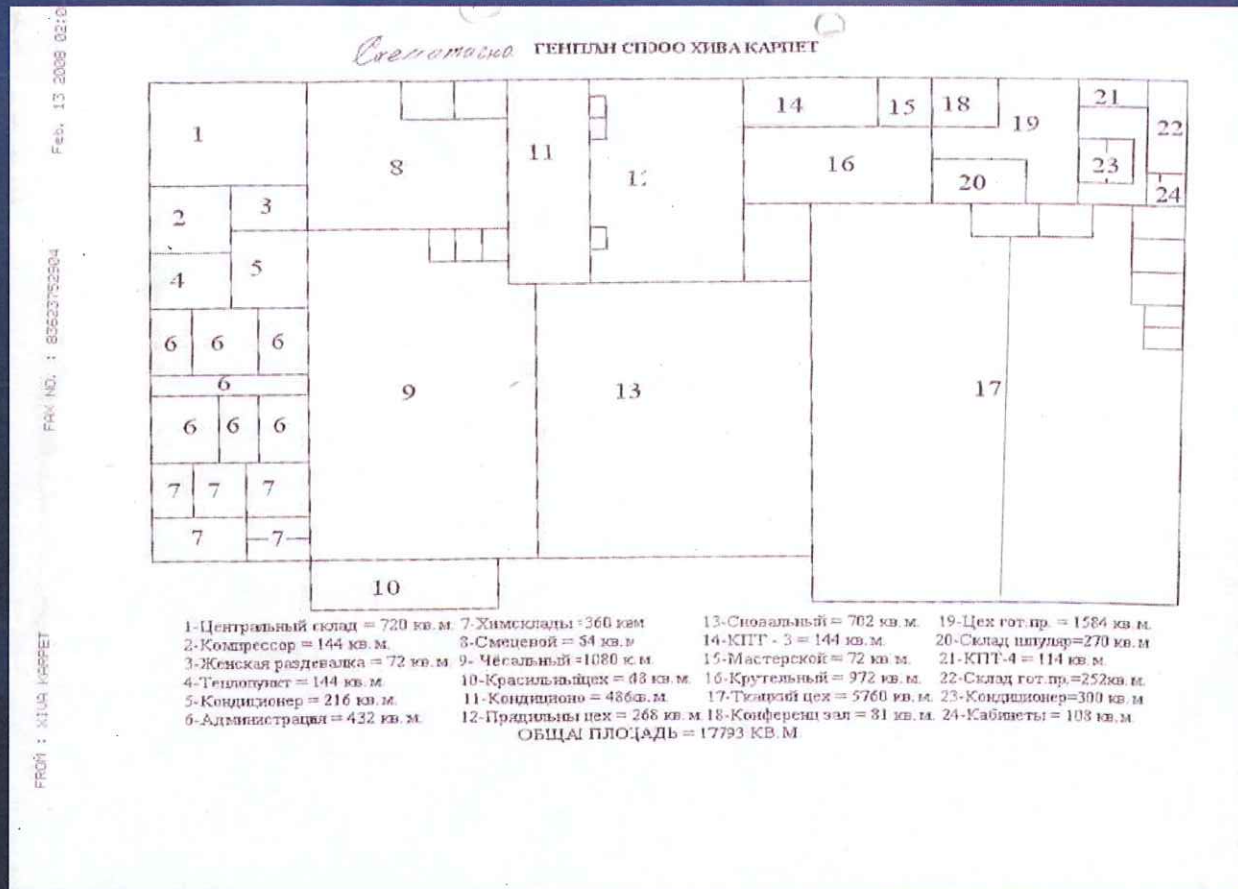 Схематисно ГЕНПЛАН СПООО ХИВА КАРПЕТ
Feb. 13 2008 02:0
FAX NO. : 83623752904
FROM : XIVA KARPET
1
2
3
4
5
6 6 6
6
6 6 6
7 7 7
7 7
8
9
10
11
13
14
15
16
17
18
19
20
21
22
23
24
1-Центральный склад = 720 кв.м.
2-Компрессор = 144 кв.м.
3-Женская раздевалка = 72 кв.м.
4-Теплопункт = 144 кв.м.
5-Кондиционер = 216 кв.м.
6-Администрация = 432 кв.м.
7-Химсклады =360 квм
8-Смецевой = 54 кв.м
9- Чёсальный =1080 к.м.
10-Красильныйцех = 48 кв.м.
11-Кондиционо = 486кв.м.
12-Прядильны цех = 268 кв.м.
13-Сновальный = 702 кв.м.
14-КПТ - 3 = 144 кв.м.
15-Мастерской = 72 кв.м.
16-Крутельный = 972 кв.м.
17-Ткацкий цех = 5760 кв.м.
18-Конференц зал = 81 кв.м.
19-Цех гот.пр. = 1584 кв.м.
20-Склад шпуляр=270 кв.м
21-КПТ-4 = 114 кв.м.
22-Склад гот.пр.=252кв.м.
23-Кондиционер=300 кв.м
24-Кабинеты = 108 кв.м
ОБЩАЯ ПЛОЩАДЬ = 17793 КВ.М